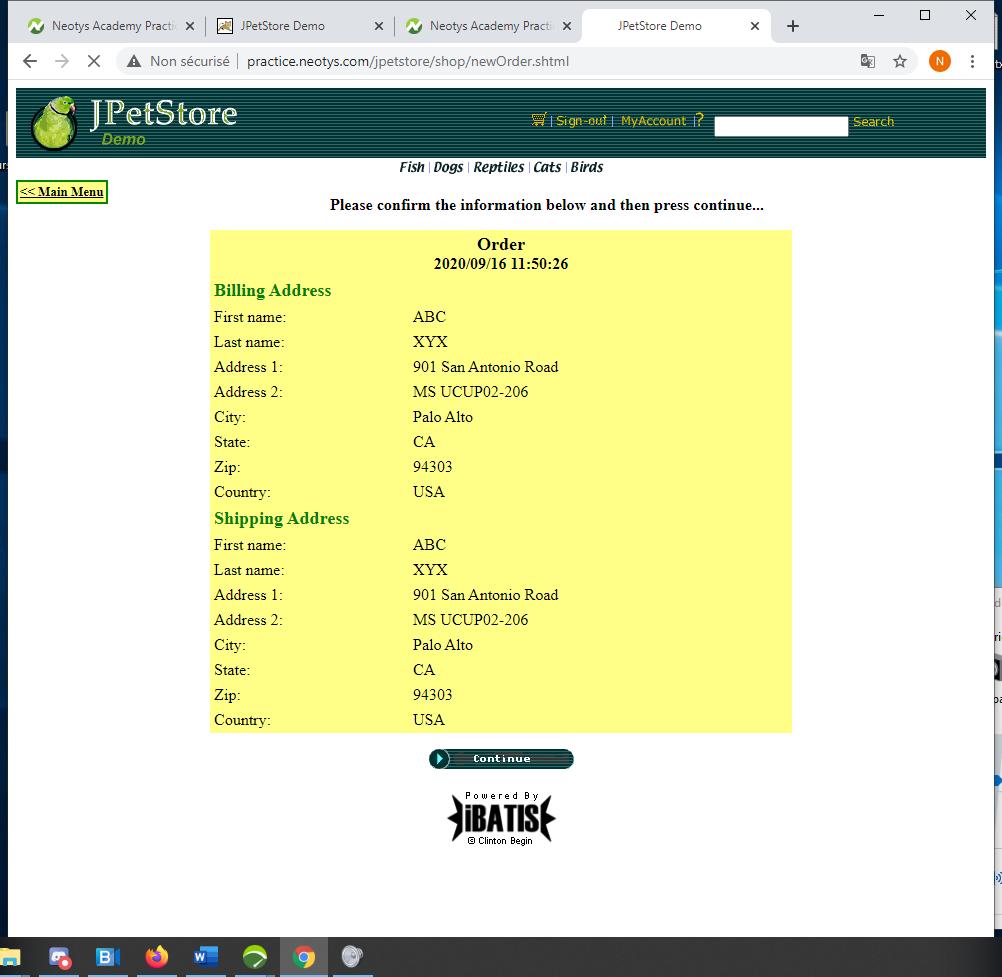 Neotys Academy Practi
JPetStore Demo
Neotys Academy Practi
JPetStore Demo
Non sécurisé | practice.neotys.com/jpetstore/shop/newOrder.shtml
N
JPetStore
Demo
Sign-out | MyAccount | ?
Search
Fish | Dogs | Reptiles | Cats | Birds
<< Main Menu
Please confirm the information below and then press continue...
Order
2020/09/16 11:50:26
Billing Address
First name: ABC
Last name: XYX
Address 1: 901 San Antonio Road
Address 2: MS UCUP02-206
City: Palo Alto
State: CA
Zip: 94303
Country: USA
Shipping Address
First name: ABC
Last name: XYX
Address 1: 901 San Antonio Road
Address 2: MS UCUP02-206
City: Palo Alto
State: CA
Zip: 94303
Country: USA
Continue
Powered By
iBATIS
© Clinton Begin